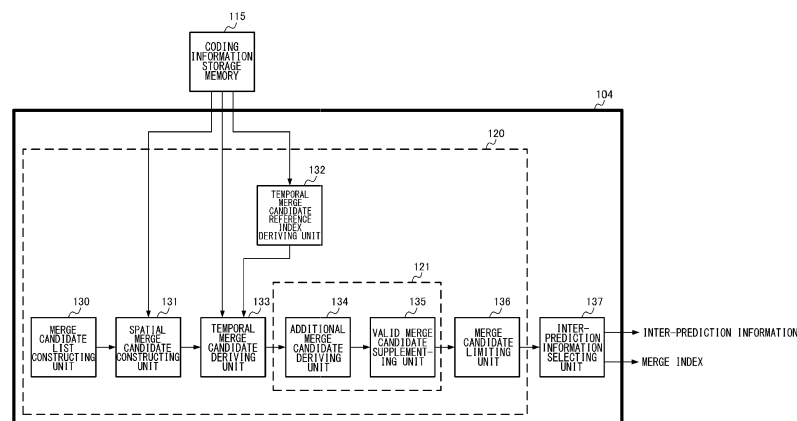 115
CODING
INFORMATION
STORAGE
MEMORY
104
120
132
TEMPORAL
MERGE
CANDIDATE
REFERENCE
INDEX
DERIVING UNIT
121
130
MERGE
CANDIDATE
LIST
CONSTRUCTING
UNIT
131
SPATIAL
MERGE
CANDIDATE
CONSTRUCTING
UNIT
133
TEMPORAL
MERGE
CANDIDATE
DERIVING
UNIT
134
ADDITIONAL
MERGE
CANDIDATE
DERIVING
UNIT
135
VALID MERGE
CANDIDATE
SUPPLEMENT-
ING UNIT
136
MERGE
CANDIDATE
LIMITING
UNIT
137
INTER-
PREDICTION
INFORMATION
SELECTING
UNIT
INTER-PREDICTION INFORMATION
MERGE INDEX